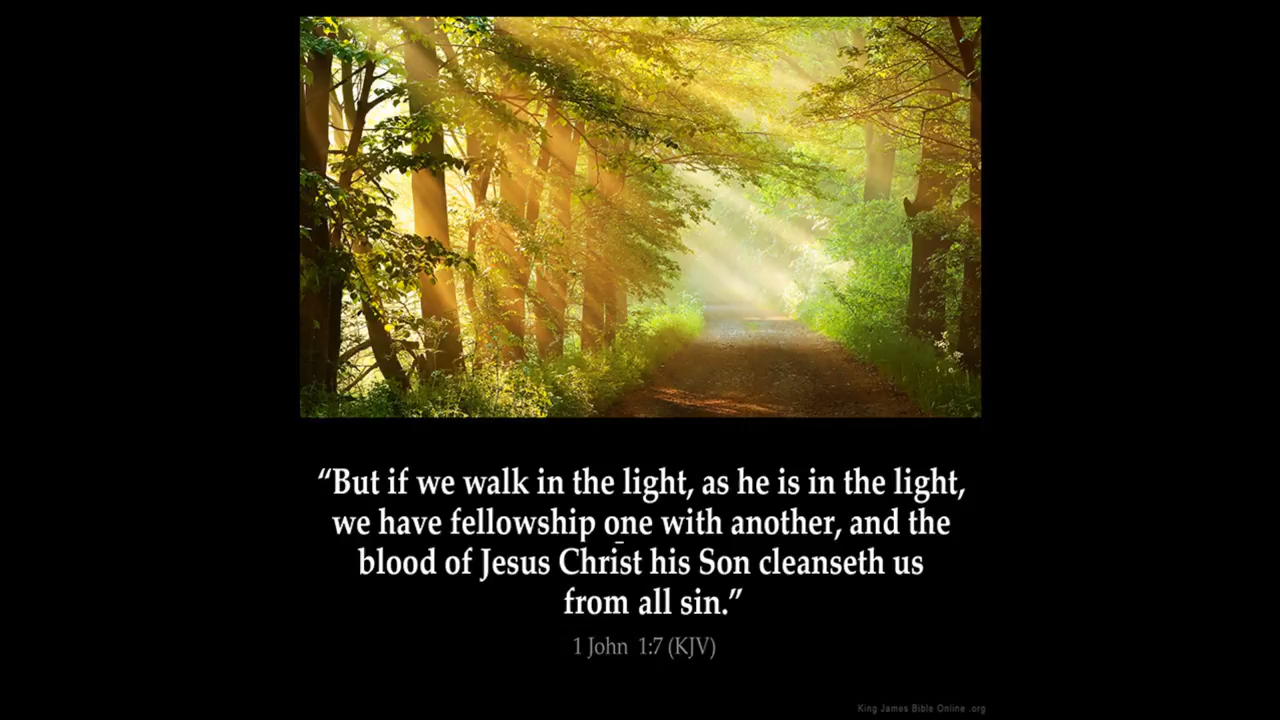 “But if we walk in the light, as he is in the light,
we have fellowship one with another, and the
blood of Jesus Christ his Son cleanseth us
from all sin.”
1 John 1:7 (KJV)
King James Bible Online .org